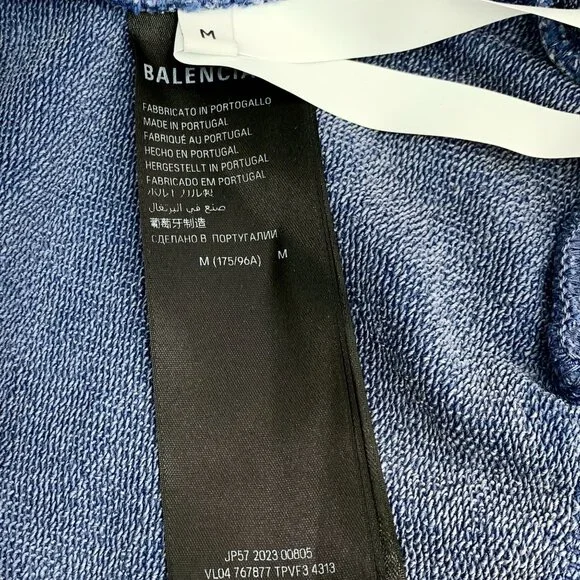 M
BALENCIA
FABBRICATO IN PORTOGALLO
MADE IN PORTUGAL
FABRIQUÉ AU PORTUGAL
HECHO EN PORTUGAL
HERGESTELLT IN PORTUGAL
FABRICADO EM PORTUGAL
ポルトガル製
صنع في البرتغال
葡萄牙制造
СДЕЛАНО В ПОРТУГАЛИИ
M (175/96A) M
JP57 2023 00805
VL04 767877 TPVF3 4313